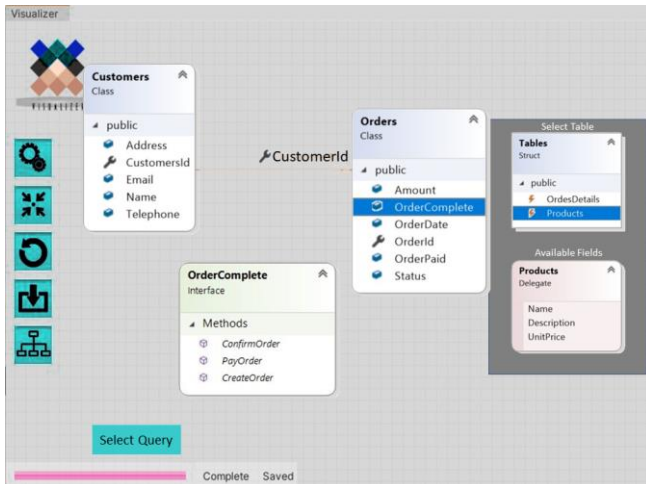 Visualizer
VISUALIZER
Customers
Class
public
Address
CustomersId
Email
Name
Telephone
CustomerId
Orders
Class
public
Amount
OrderComplete
OrderDate
OrderId
OrderPaid
Status
Select Table
Tables
Struct
public
OrdesDetails
Products
Available Fields
Products
Delegate
Name
Description
UnitPrice
OrderComplete
Interface
Methods
ConfirmOrder
PayOrder
CreateOrder
Select Query
Complete Saved